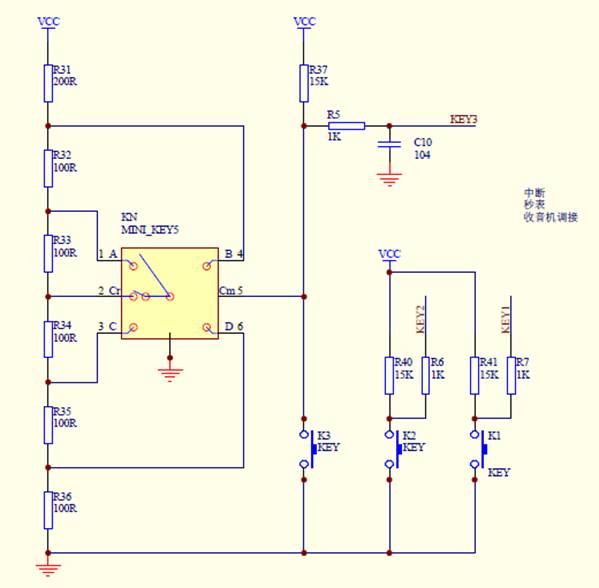 VCC
VCC
R31
200R
R37
15K
R5
1K
KEY3
C10
104
R32
100R
中断
秒表
收音机调接
KN
MINI_KEY5
R33
100R
1 A
B 4
2 Cr
Cm 5
3 C
D 6
VCC
R34
100R
KEY2
KEY1
R40
15K
R6
1K
R41
15K
R7
1K
R35
100R
K3
KEY
K2
KEY
K1
KEY
R36
100R